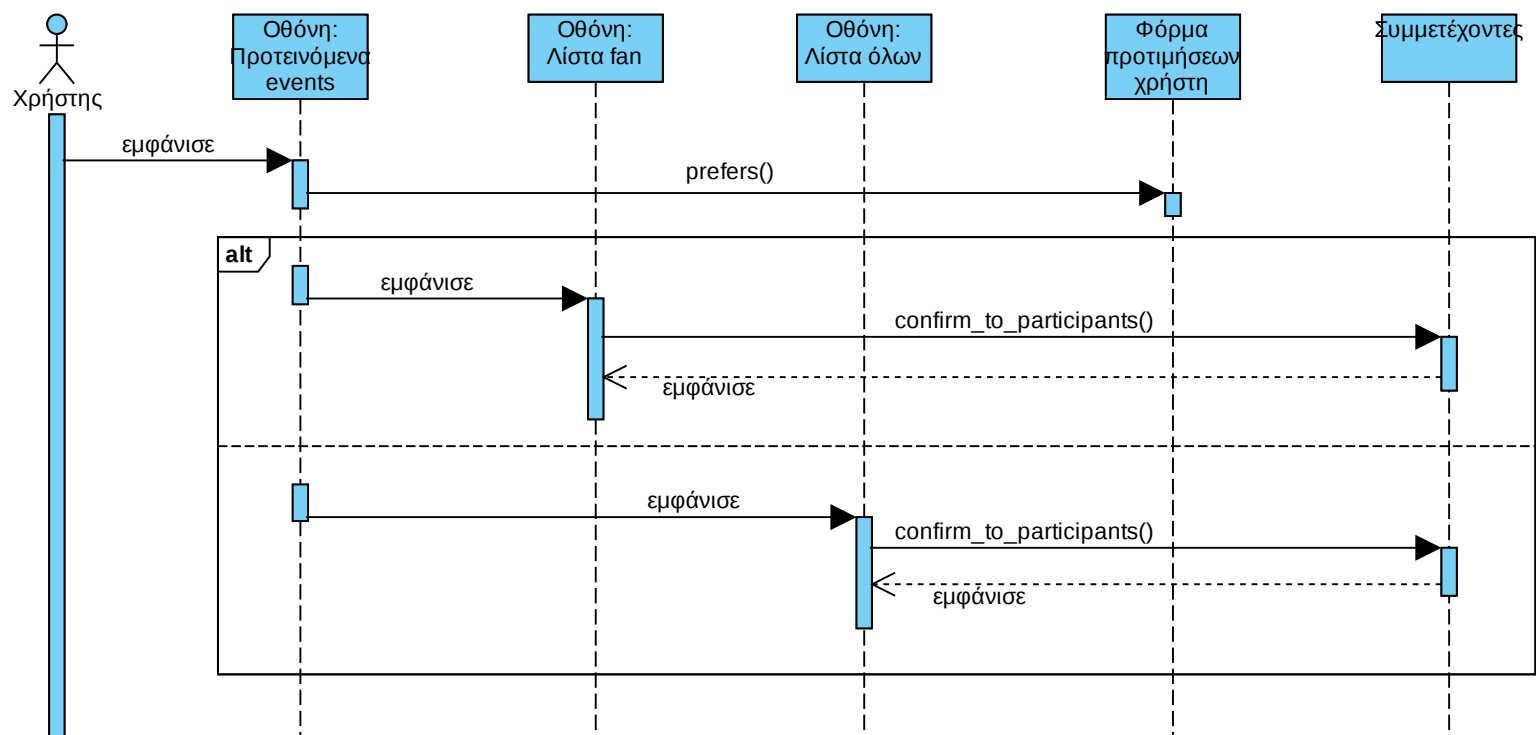 Χρήστης
Οθόνη:
Προτεινόμενα
events
Οθόνη:
Λίστα fan
Οθόνη:
Λίστα όλων
Φόρμα
προτιμήσεων
χρήστη
Συμμετέχοντες
εμφάνισε
prefers()
alt
εμφάνισε
confirm_to_participants()
εμφάνισε
εμφάνισε
confirm_to_participants()
εμφάνισε